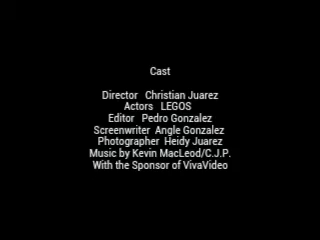 Cast
Director Christian Juarez
Actors LEGOS
Editor Pedro Gonzalez
Screenwriter Angle Gonzalez
Photographer Heidy Juarez
Music by Kevin MacLeod/C.J.P.
With the Sponsor of VivaVideo